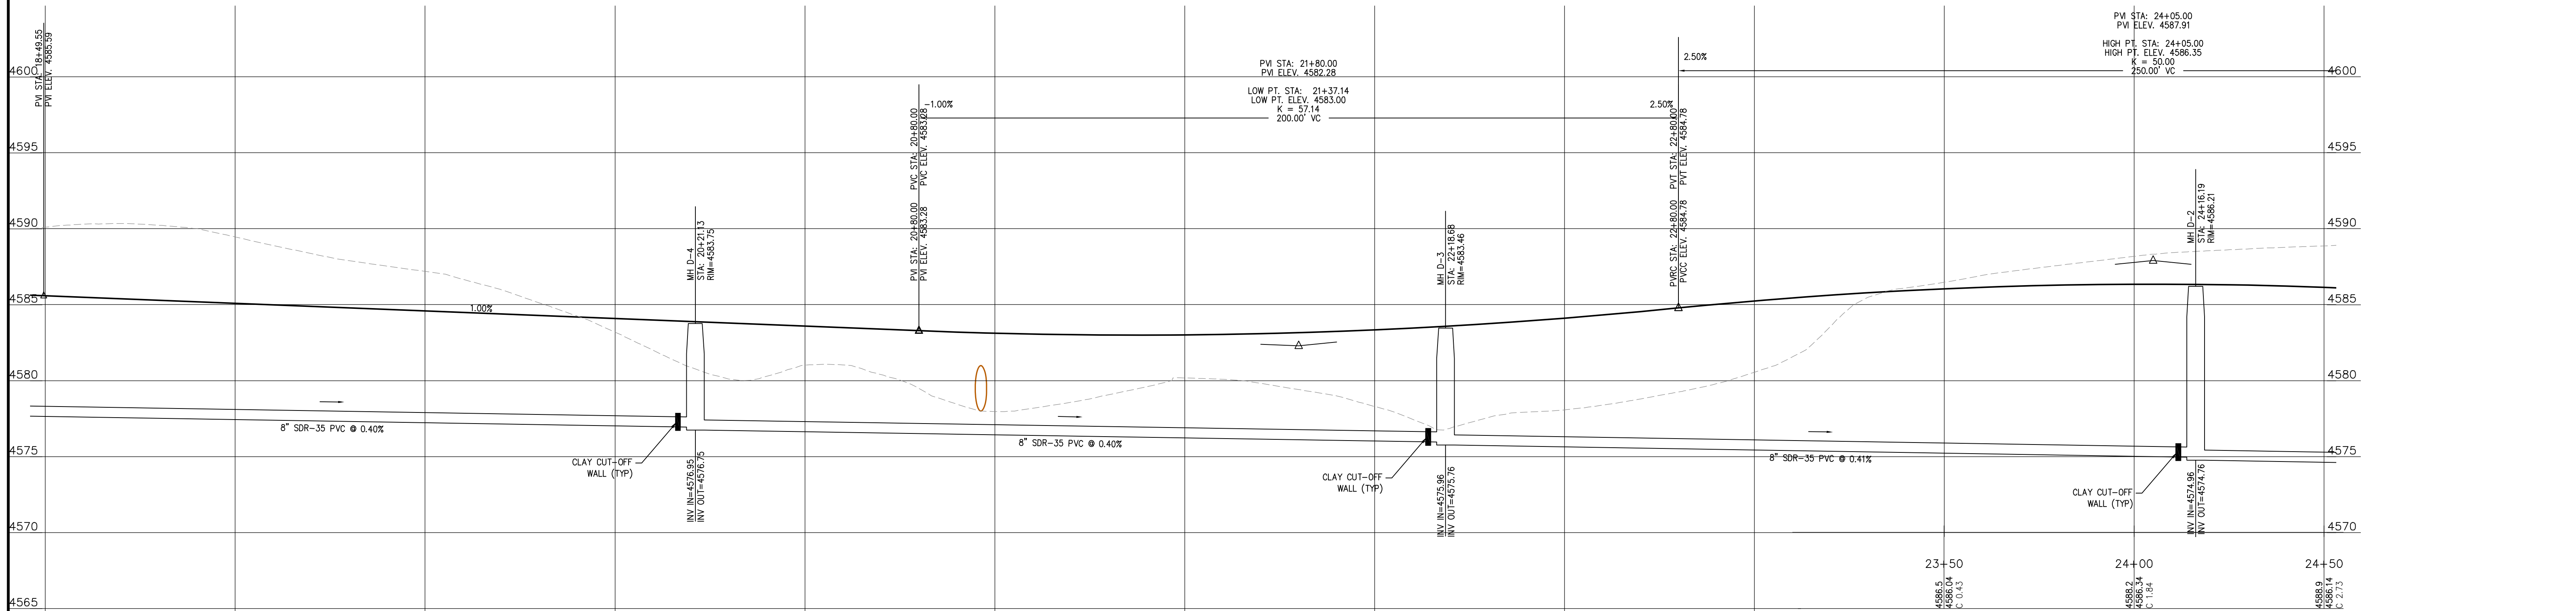 PVI STA: 18+49.55
PVI ELEV. 4585.59
4600
4595
4590
4585
4580
4575
4570
4565
1.00%
8" SDR-35 PVC @ 0.40%
CLAY CUT-OFF
WALL (TYP)
MH D-4
STA: 20+21.13
RIM=4583.75
INV IN=4576.95
INV OUT=4576.75
PVC STA: 20+80.00
PVC ELEV. 4583.28
PVI STA: 20+80.00
PVI ELEV. 4583.28
-1.00%
8" SDR-35 PVC @ 0.40%
PVI STA: 21+80.00
PVI ELEV. 4582.28
LOW PT. STA: 21+37.14
LOW PT. ELEV. 4583.00
K = 57.14
200.00' VC
CLAY CUT-OFF
WALL (TYP)
MH D-3
STA: 22+18.68
RIM=4583.46
INV IN=4575.96
INV OUT=4575.76
2.50%
2.50%
PVT STA: 22+80.00
PVT ELEV. 4584.78
PVRC STA: 22+80.00
PVCC ELEV. 4584.78
8" SDR-35 PVC @ 0.41%
PVI STA: 24+05.00
PVI ELEV. 4587.91
HIGH PT. STA: 24+05.00
HIGH PT. ELEV. 4586.35
K = 50.00
250.00' VC
MH D-2
STA: 24+16.19
RIM=4586.21
CLAY CUT-OFF
WALL (TYP)
INV IN=4574.96
INV OUT=4574.76
4600
4595
4590
4585
4580
4575
4570
23+50
24+00
24+50
4586.5
4586.04
C 0.43
4588.2
4586.34
C 1.84
4588.9
4586.14
C 2.73